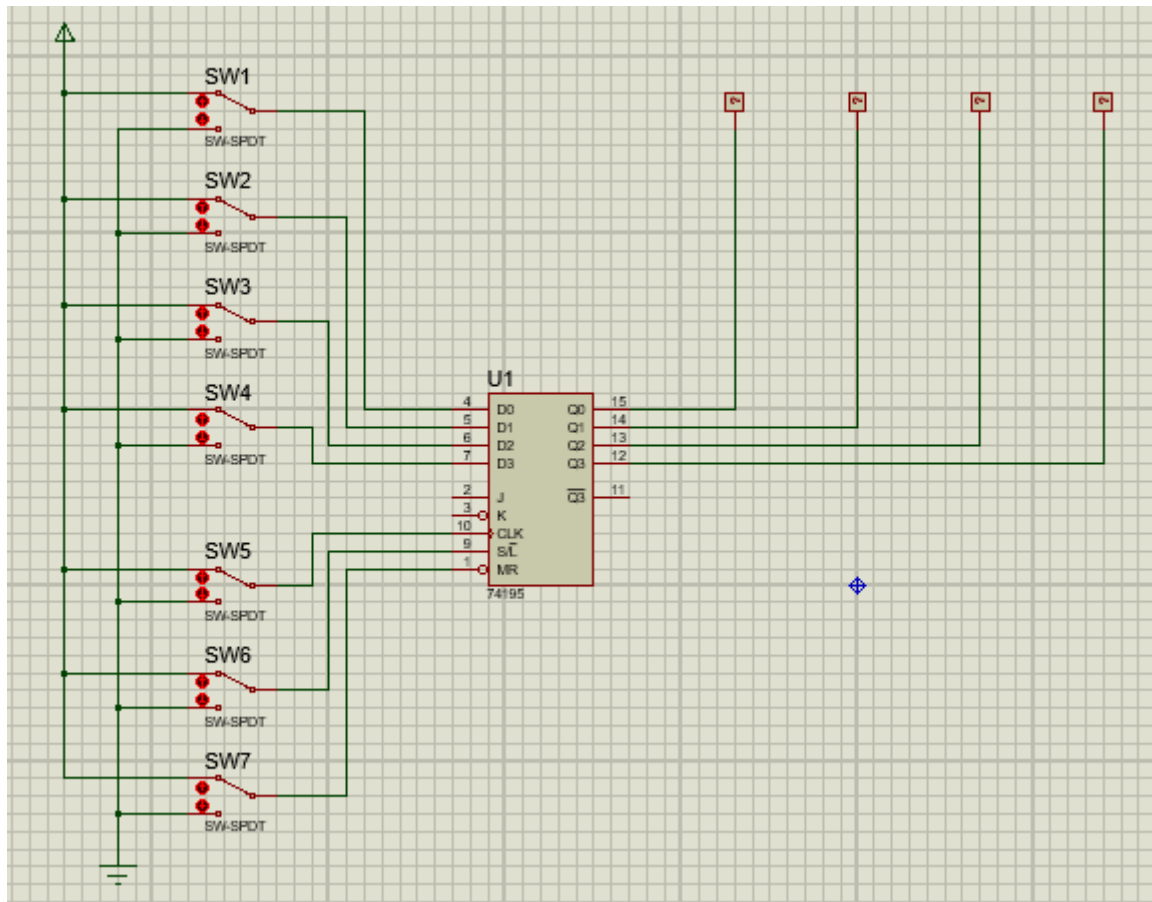 SW1
SW-SPDT
SW2
SW-SPDT
SW3
SW-SPDT
SW4
SW-SPDT
SW5
SW-SPDT
SW6
SW-SPDT
SW7
SW-SPDT
? ? ? ?
U1
4 D0 Q0 15
5 D1 Q1 14
6 D2 Q2 13
7 D3 Q3 12
2 J Q3 11
3 K
10 CLK
9 S/L
1 MR
74195